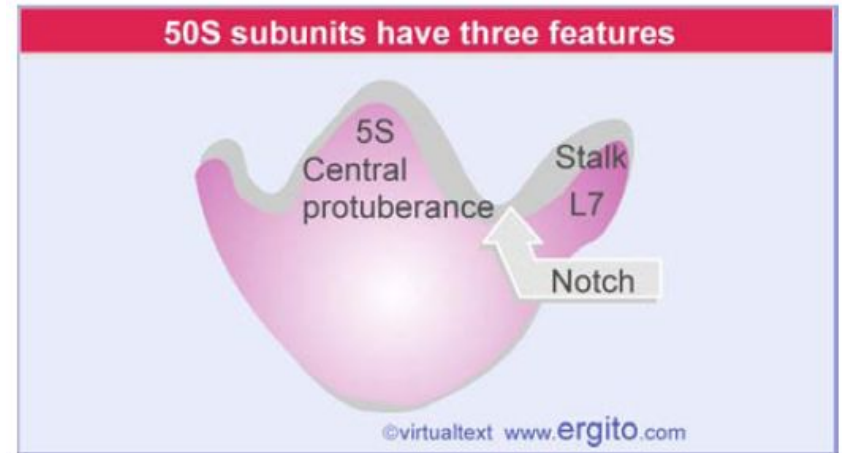 50S subunits have three features
5S
Central
protuberance
Stalk
L7
Notch
©virtualtext www.ergito.com